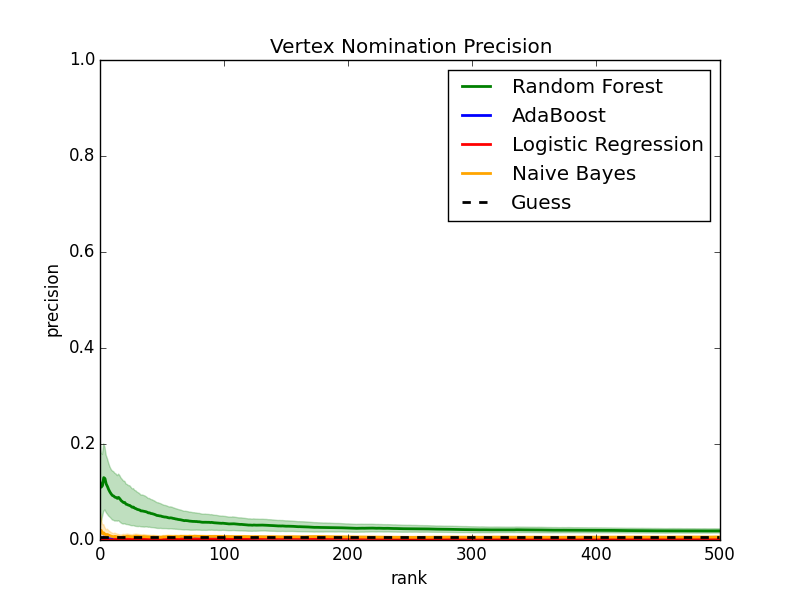 Vertex Nomination Precision
1.0
0.8
0.6
0.4
0.2
0.0
precision
Random Forest
AdaBoost
Logistic Regression
Naive Bayes
Guess
0 100 200 300 400 500
rank